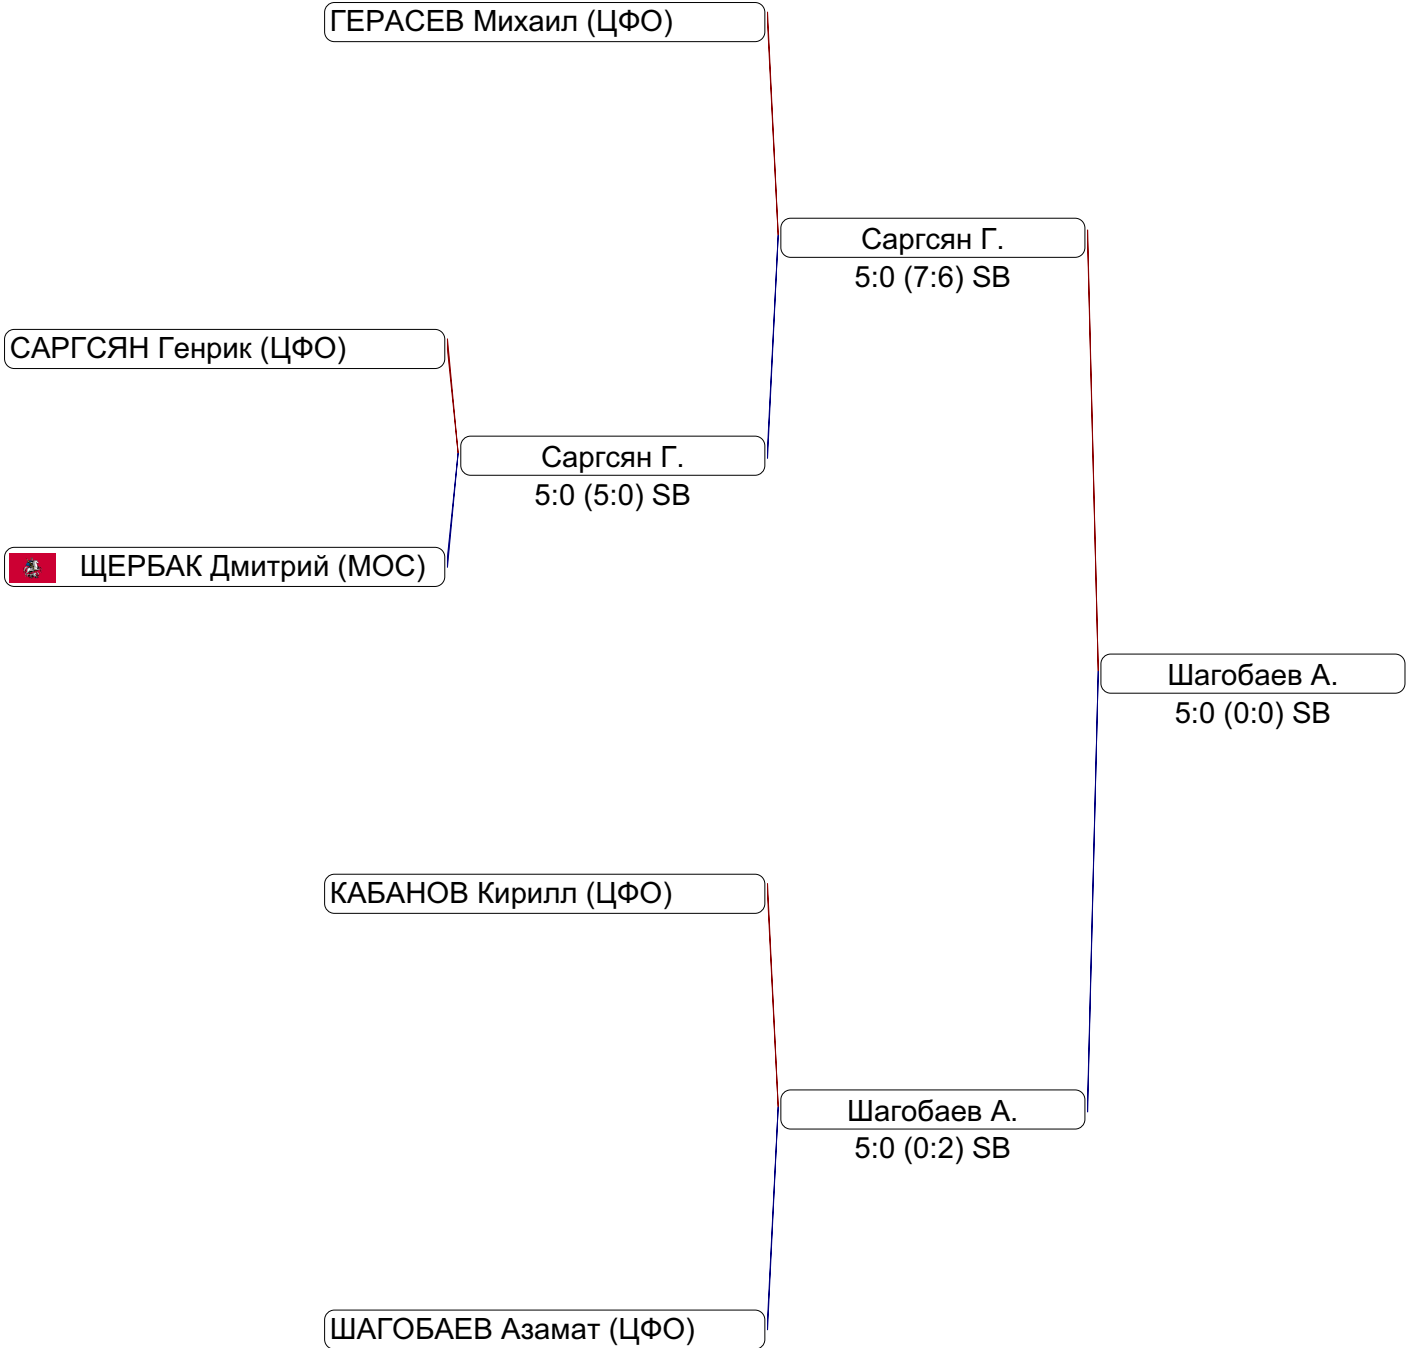 ГЕРАСЕВ Михаил (ЦФО)
Саргсян Г.
5:0 (7:6) SB
САРГСЯН Генрик (ЦФО)
Саргсян Г.
5:0 (5:0) SB
ЩЕРБАК Дмитрий (МОС)
Шагобаев А.
5:0 (0:0) SB
КАБАНОВ Кирилл (ЦФО)
Шагобаев А.
5:0 (0:2) SB
ШАГОБАЕВ Азамат (ЦФО)